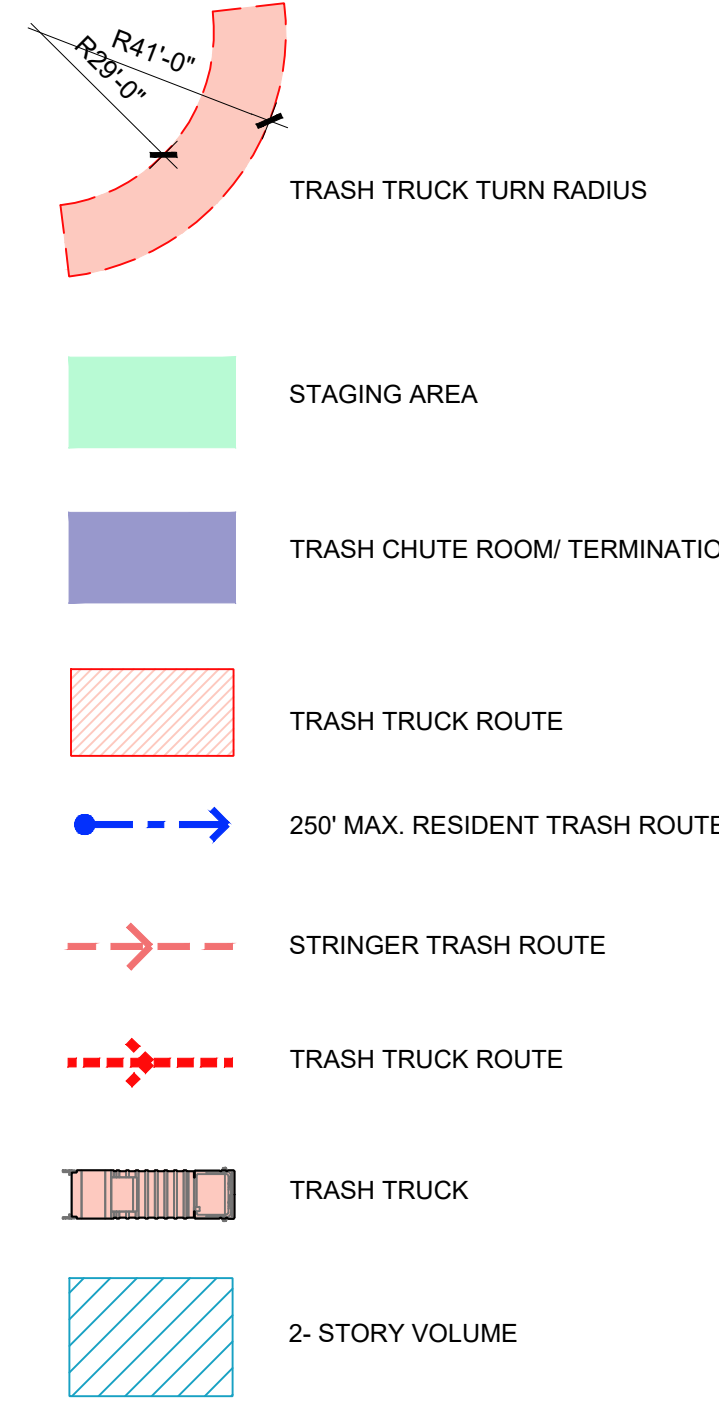 R41'-0"
R29'-0"
TRASH TRUCK TURN RADIUS
STAGING AREA
TRASH CHUTE ROOM/ TERMINATIO
TRASH TRUCK ROUTE
250' MAX. RESIDENT TRASH ROUTE
STRINGER TRASH ROUTE
TRASH TRUCK ROUTE
TRASH TRUCK
2- STORY VOLUME